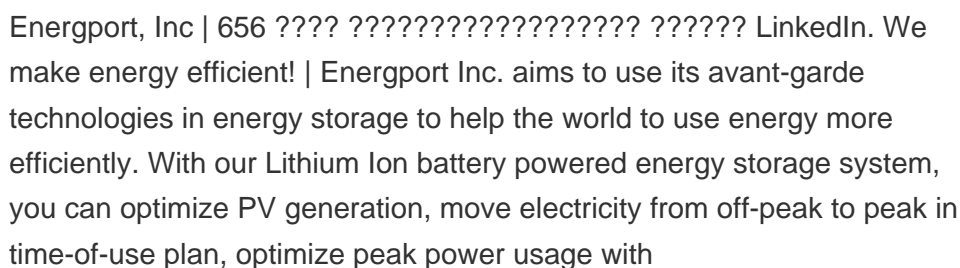 Energport, Inc | 656 ???? ?????????????????? ?????? LinkedIn. We
make energy efficient! | Energport Inc. aims to use its avant-garde
technologies in energy storage to help the world to use energy more
efficiently. With our Lithium Ion battery powered energy storage system,
you can optimize PV generation, move electricity from off-peak to peak in
time-of-use plan, optimize peak power usage with